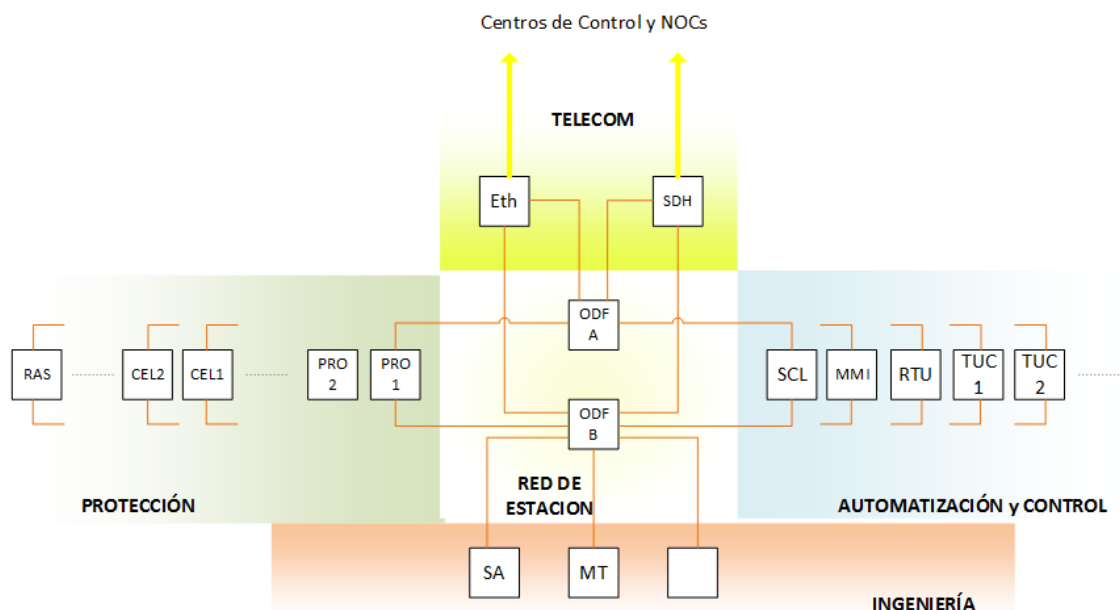 Centros de Control y NOCs
TELECOM
Eth
SDH
ODF
A
RAS
CEL2
CEL1
PRO
2
PRO
1
SCL
MMI
RTU
TUC
1
TUC
2
ODF
B
PROTECCIÓN
RED DE
ESTACION
AUTOMATIZACIÓN y CONTROL
SA
MT
INGENIERÍA